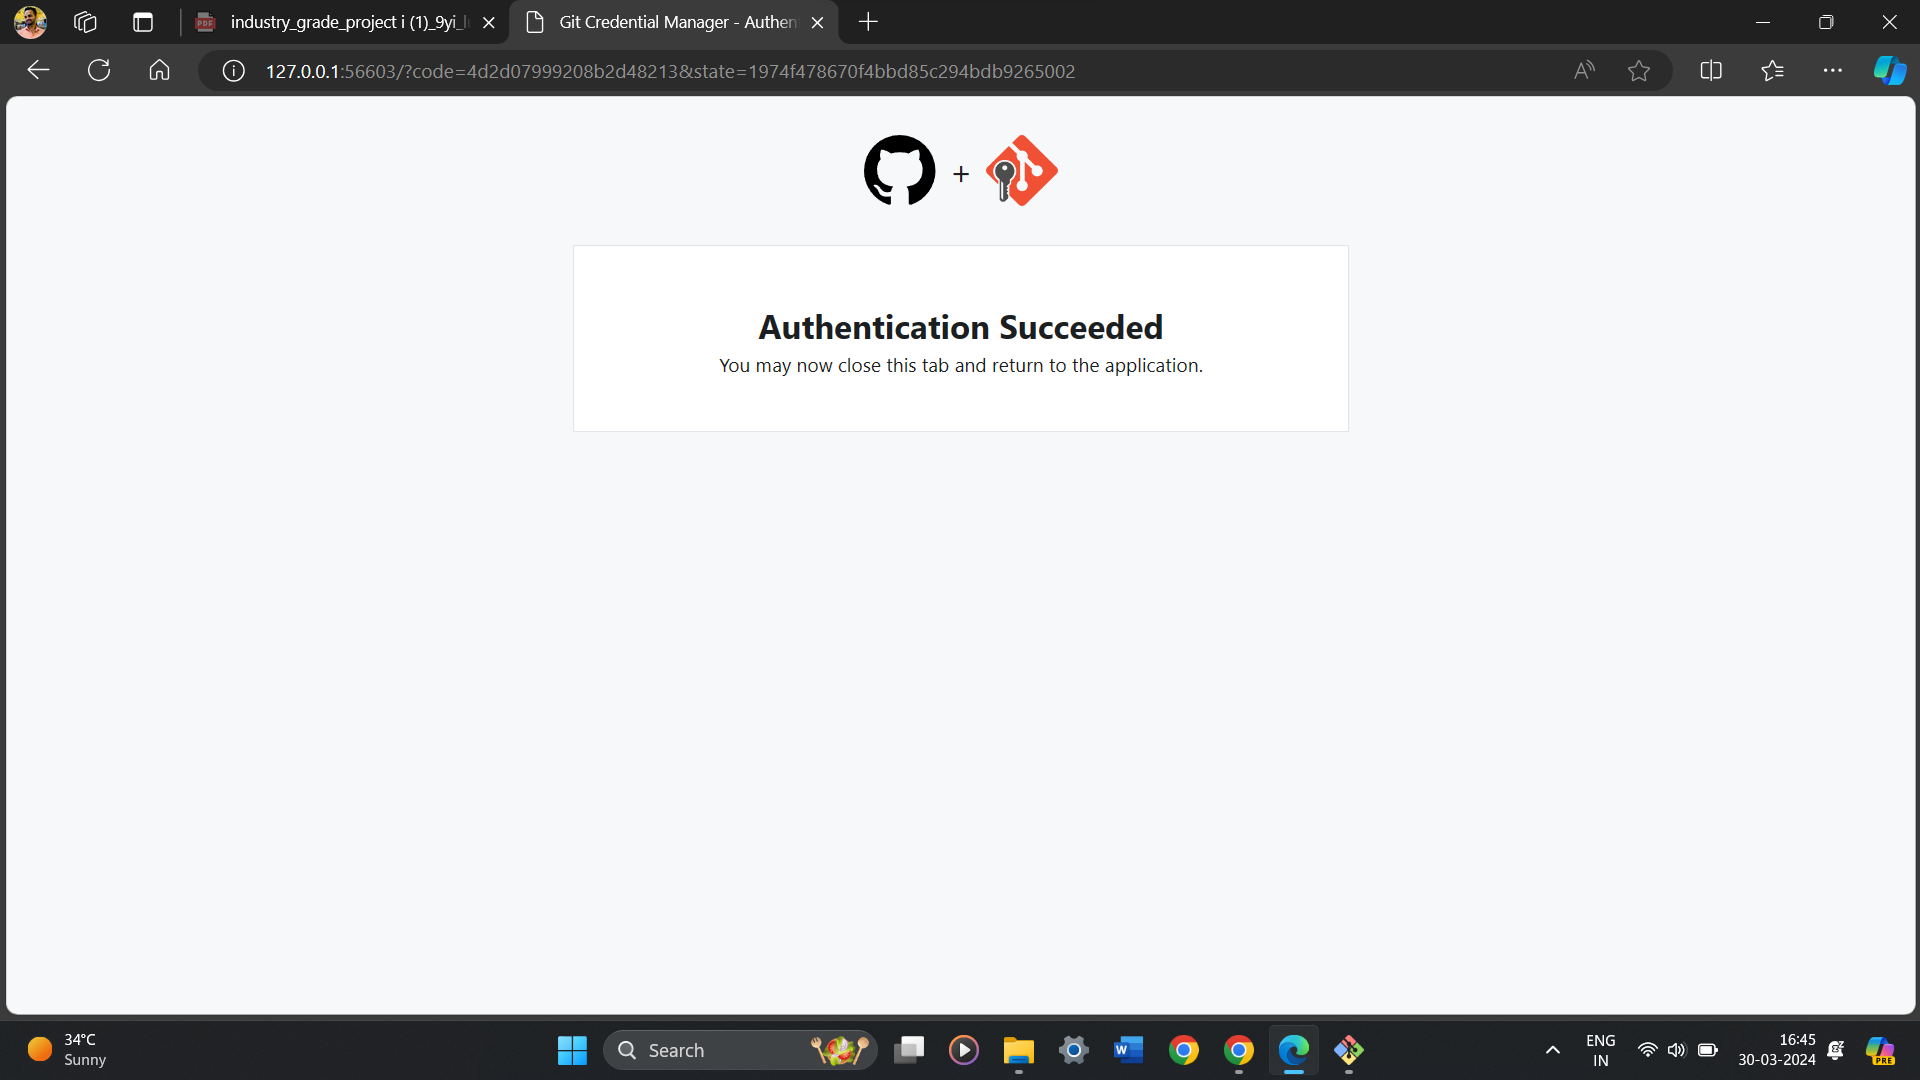 industry_grade_project i (1)_9yi_l
Git Credential Manager - Authen
127.0.0.1:56603/?code=4d2d07999208b2d48213&state=1974f478670f4bbd85c294bdb9265002
+
Authentication Succeeded
You may now close this tab and return to the application.
34°C
Sunny
Search
ENG
IN
16:45
30-03-2024
PRE